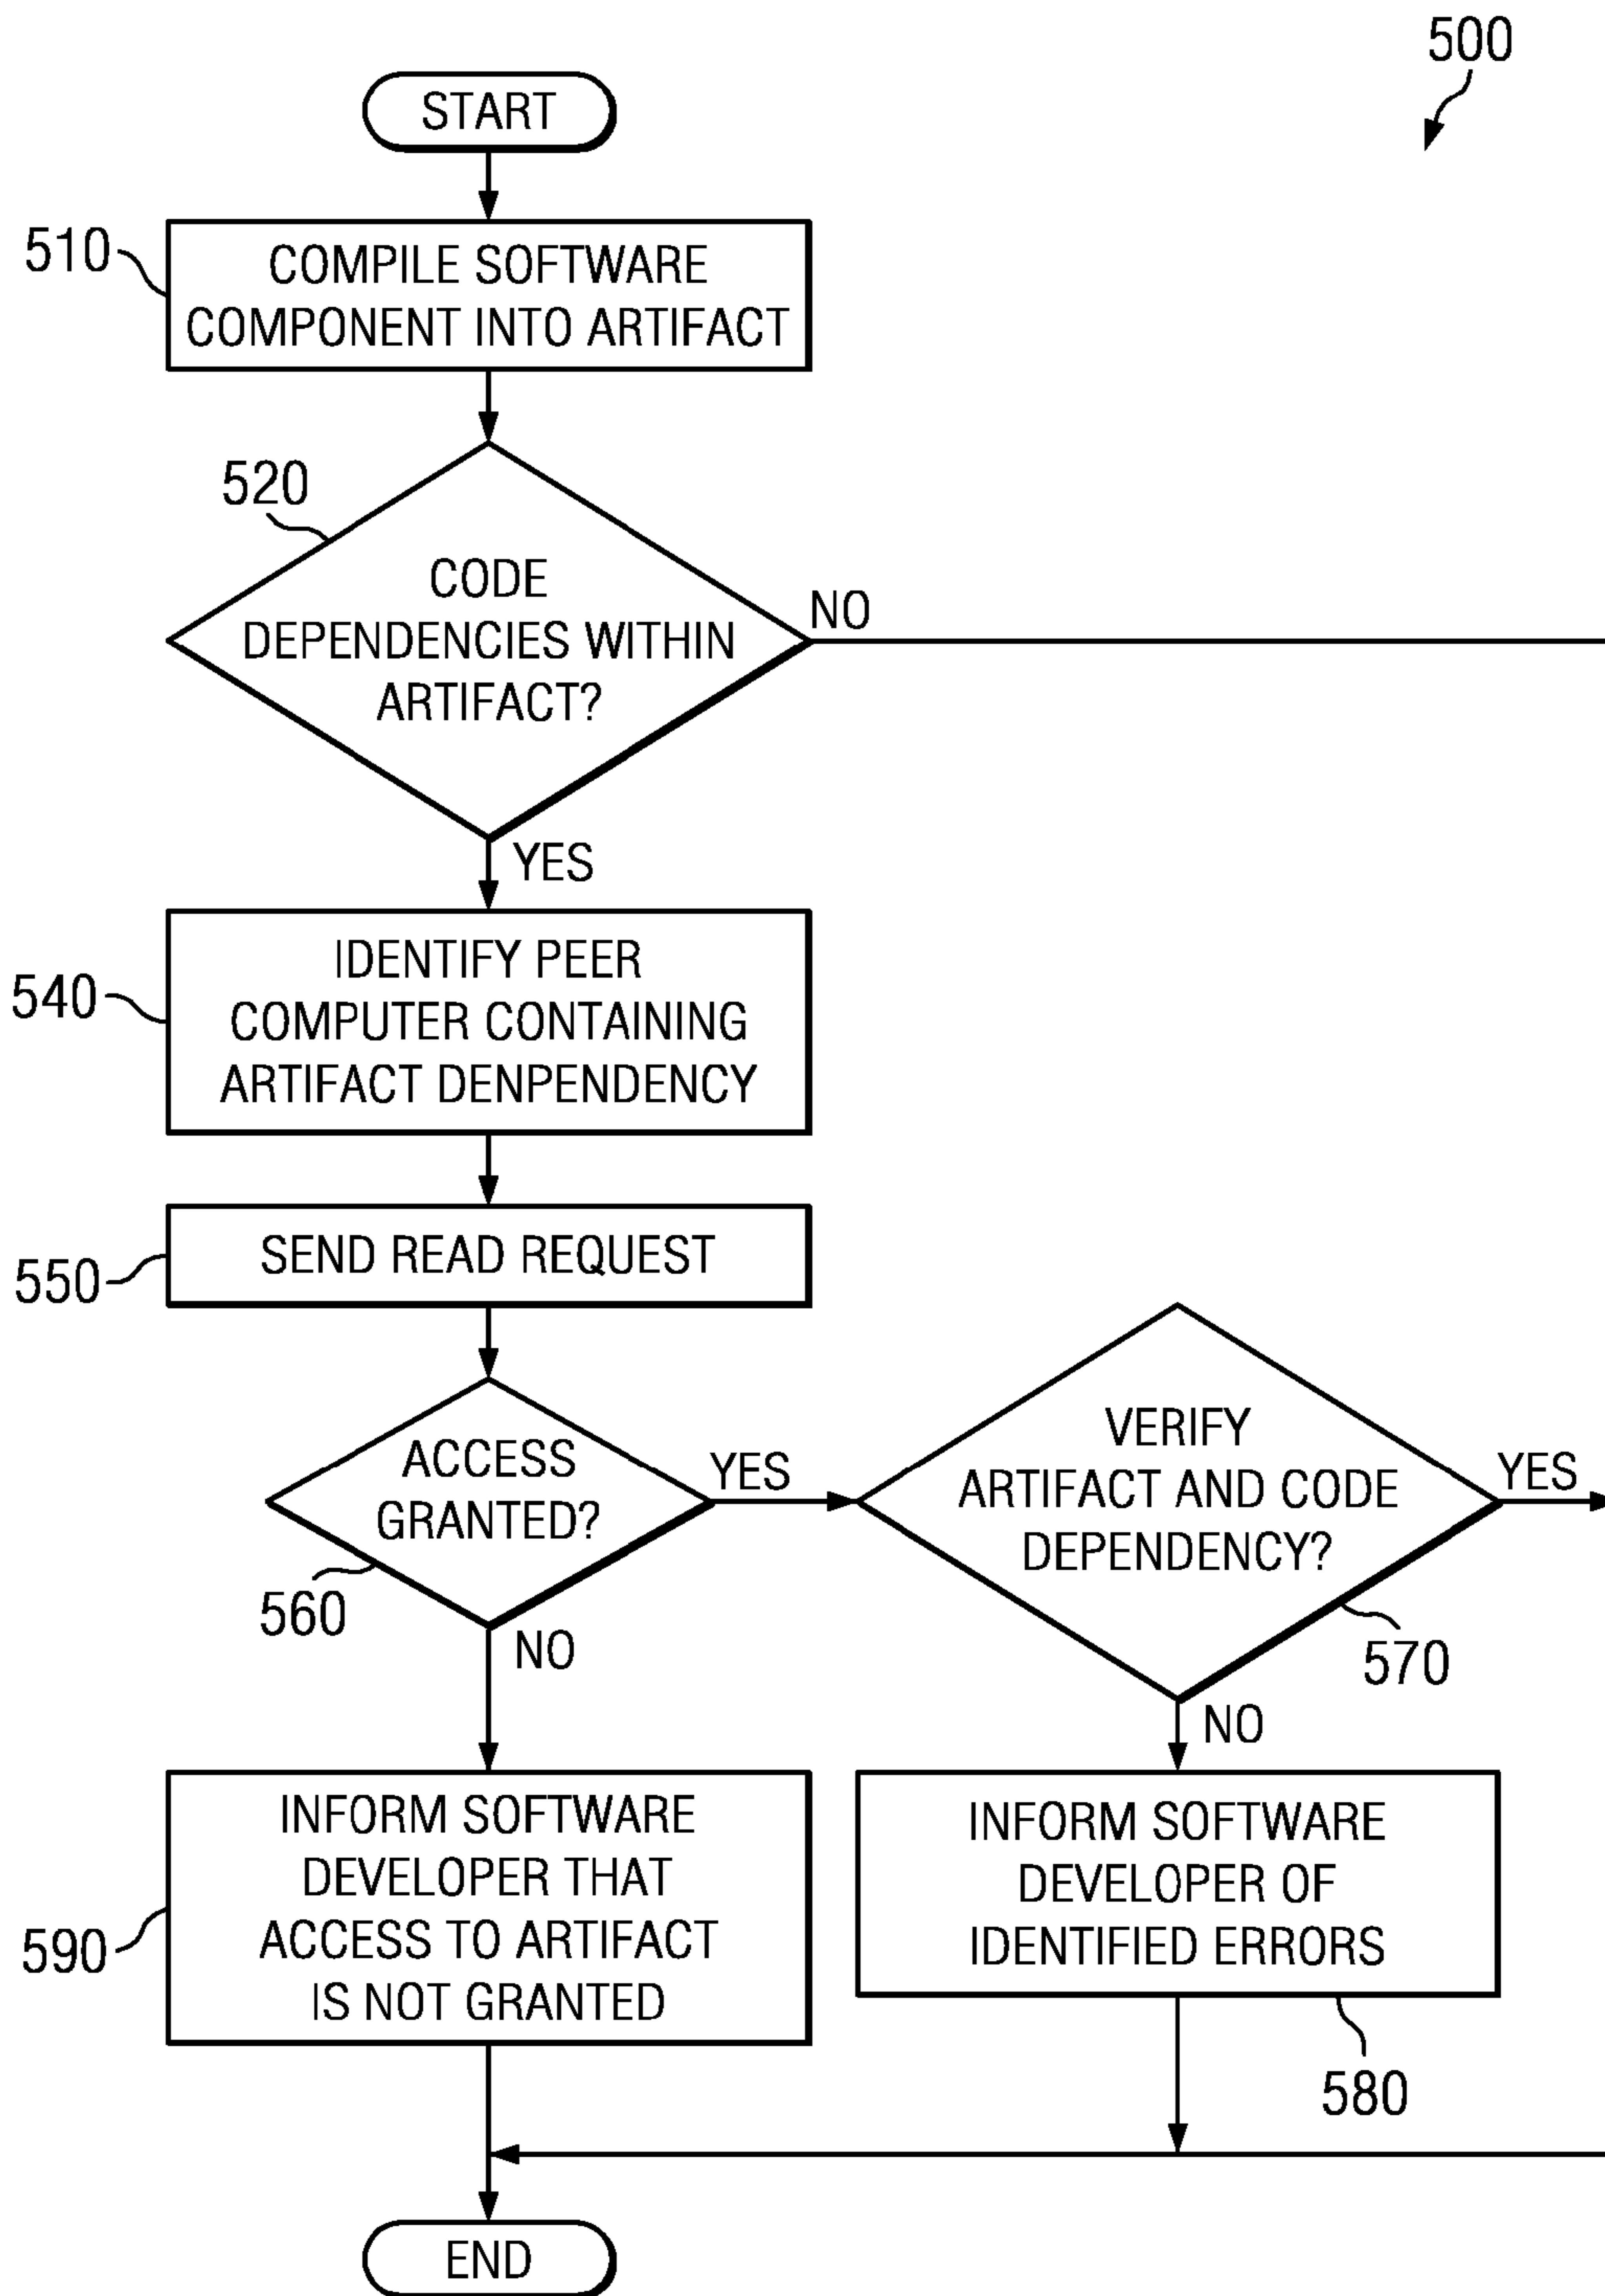 500
START
510
COMPILE SOFTWARE
COMPONENT INTO ARTIFACT
520
CODE
DEPENDENCIES WITHIN
ARTIFACT?
NO
YES
540
IDENTIFY PEER
COMPUTER CONTAINING
ARTIFACT DENPENDENCY
550
SEND READ REQUEST
ACCESS
GRANTED?
560
YES
NO
VERIFY
ARTIFACT AND CODE
DEPENDENCY?
YES
570
NO
590
INFORM SOFTWARE
DEVELOPER THAT
ACCESS TO ARTIFACT
IS NOT GRANTED
INFORM SOFTWARE
DEVELOPER OF
IDENTIFIED ERRORS
580
END